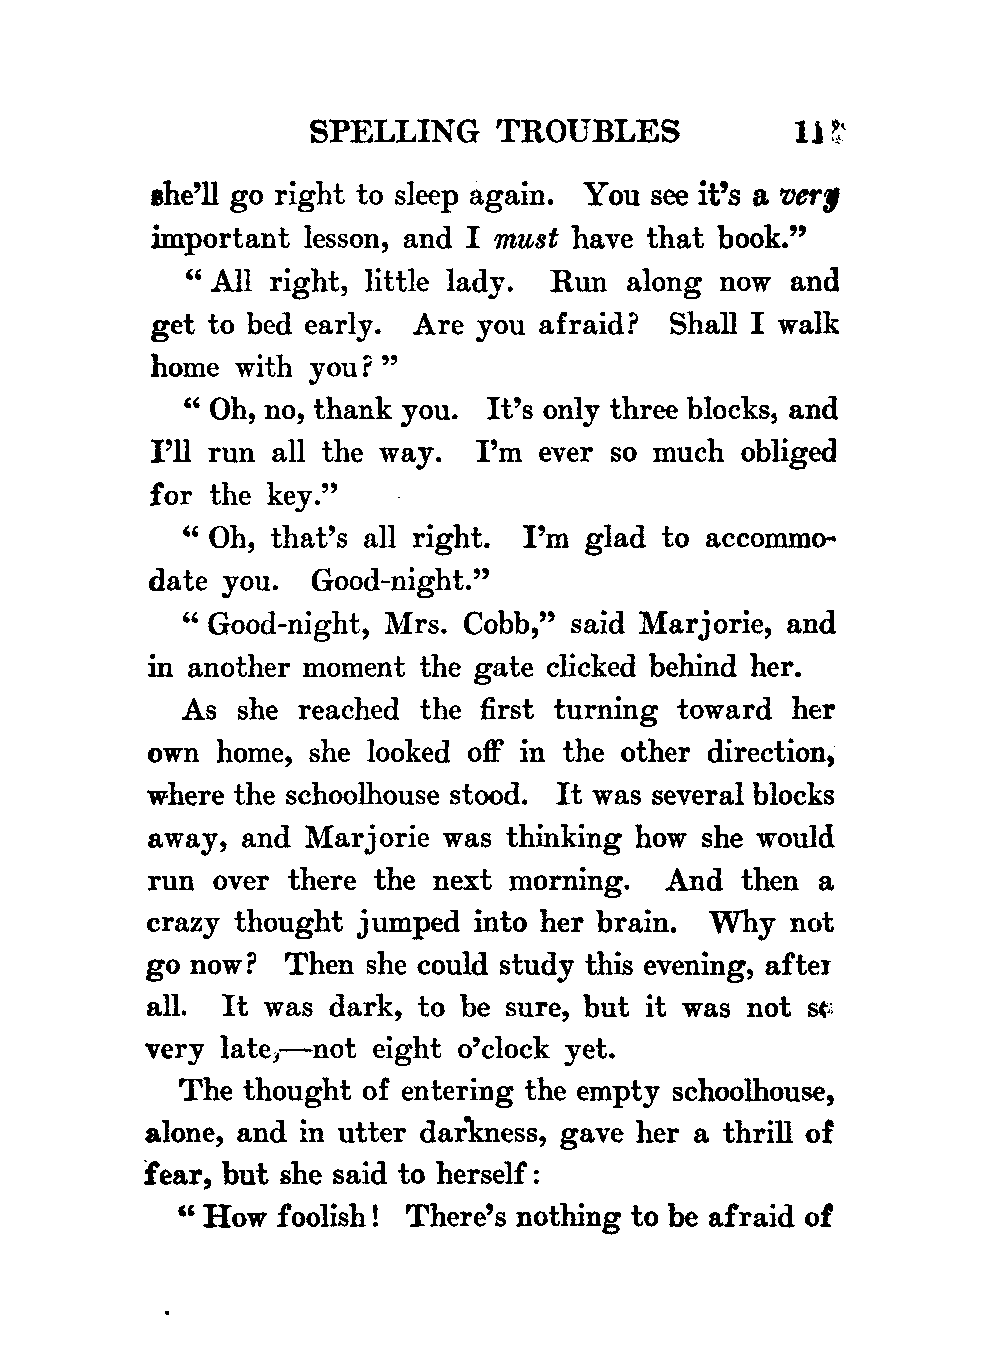 SPELLING TROUBLES
she'll go right to sleep again. You see it's a very
important lesson, and I must have that book."
" All right, little lady. Run along now and
get to bed early. Are you afraid? Shall I walk
home with you? "
" Oh, no, thank you. It's only three blocks, and
I'll run all the way. I'm ever so much obliged
for the key."
" Oh, that's all right. I'm glad to accommo-
date you. Good-night."
" Good-night, Mrs. Cobb," said Marjorie, and
in another moment the gate clicked behind her.
As she reached the first turning toward her
own home, she looked off in the other direction,
where the schoolhouse stood. It was several blocks
away, and Marjorie was thinking how she would
run over there the next morning. And then a
crazy thought jumped into her brain. Why not
go now? Then she could study this evening, after
all. It was dark, to be sure, but it was not so
very late,—not eight o'clock yet.
The thought of entering the empty schoolhouse,
alone, and in utter darkness, gave her a thrill of
fear, but she said to herself:
" How foolish! There's nothing to be afraid of